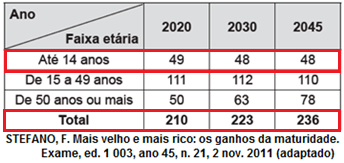 Ano
Faixa etária 2020 2030 2045
Até 14 anos 49 48 48
De 15 a 49 anos 111 112 110
De 50 anos ou mais 50 63 78
Total 210 223 236
STEFANO, F. Mais velho e mais rico: os ganhos da maturidade.
Exame, ed. 1 003, ano 45, n. 21, 2 nov. 2011 (adaptado)